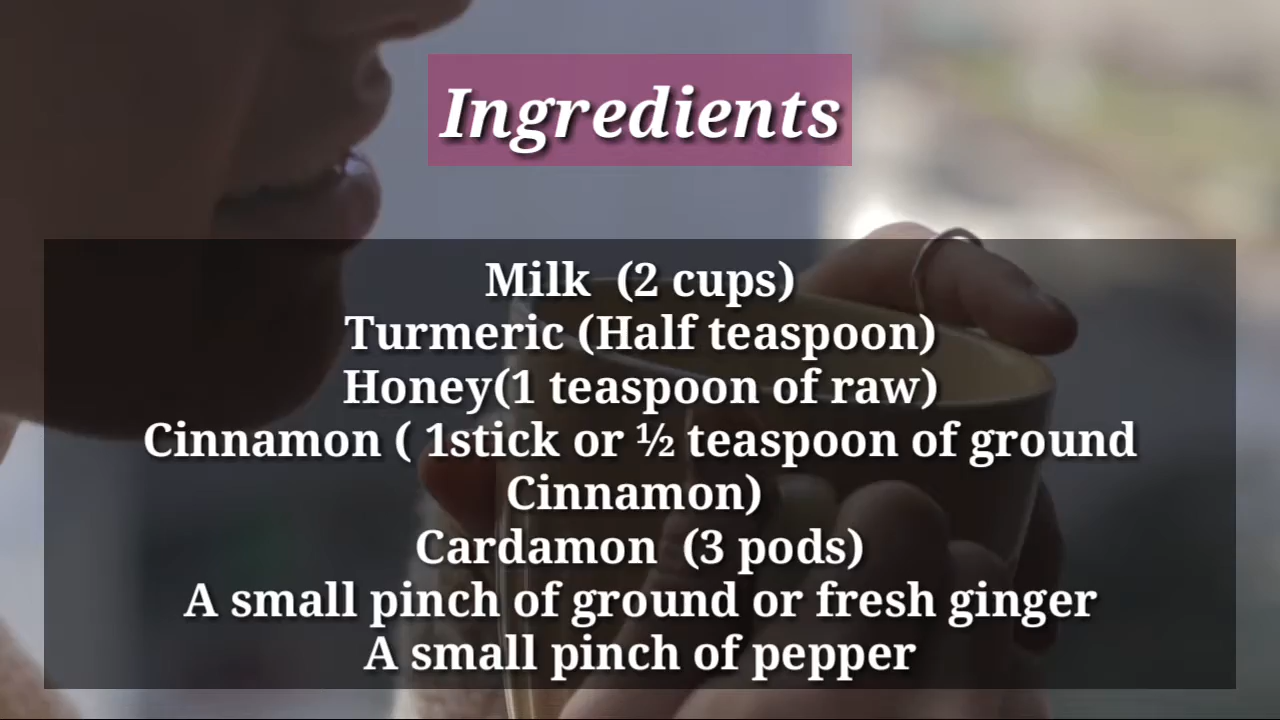 Ingredients
Milk  (2 cups)
Turmeric (Half teaspoon)
Honey(1 teaspoon of raw)
Cinnamon ( 1stick or ½ teaspoon of ground
Cinnamon)
Cardamon  (3 pods)
A small pinch of ground or fresh ginger
A small pinch of pepper